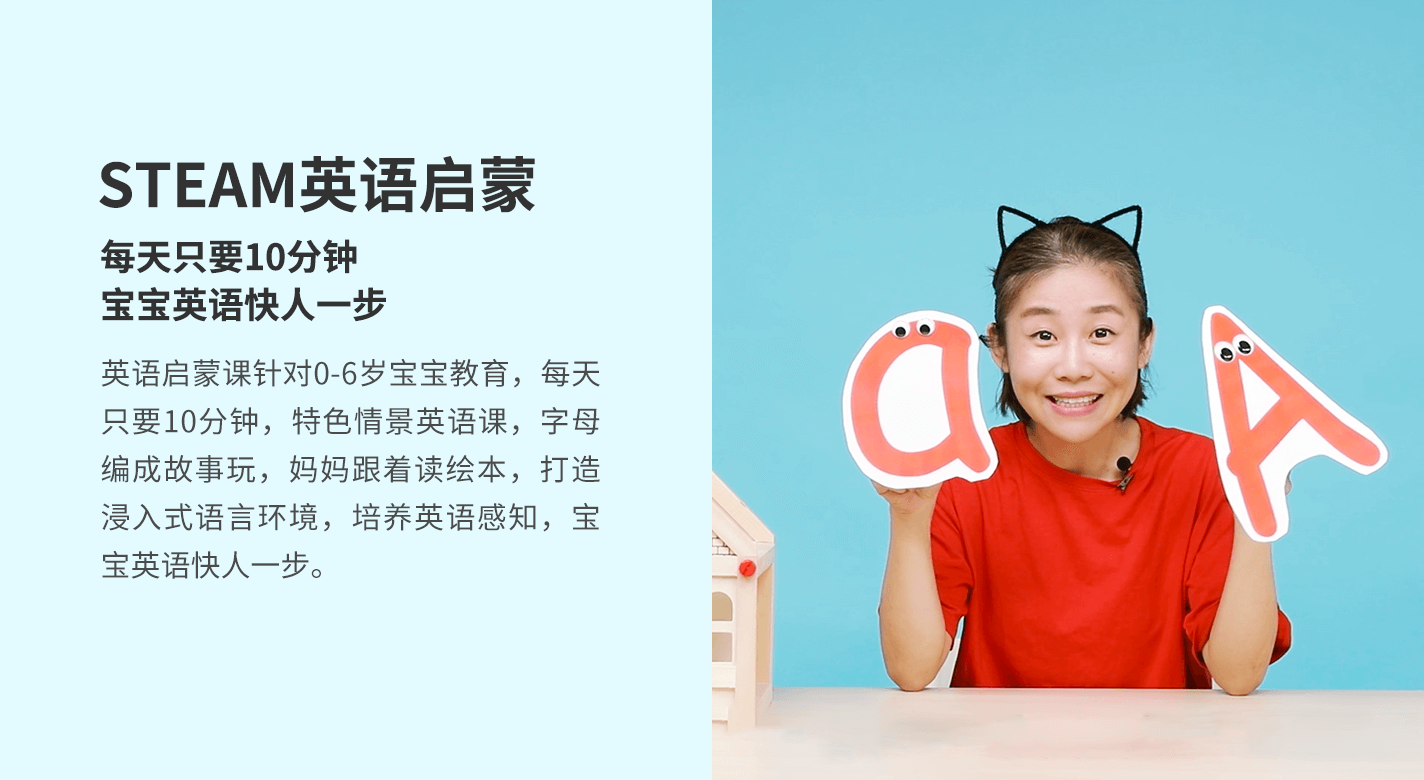 STEAM英语启蒙
每天只要10分钟
宝宝英语快人一步
英语启蒙课针对0-6岁宝宝教育，每天
只要10分钟，特色情景英语课，字母
编成故事玩，妈妈跟着读绘本，打造
浸入式语言环境，培养英语感知，宝
宝英语快人一步。
a
A